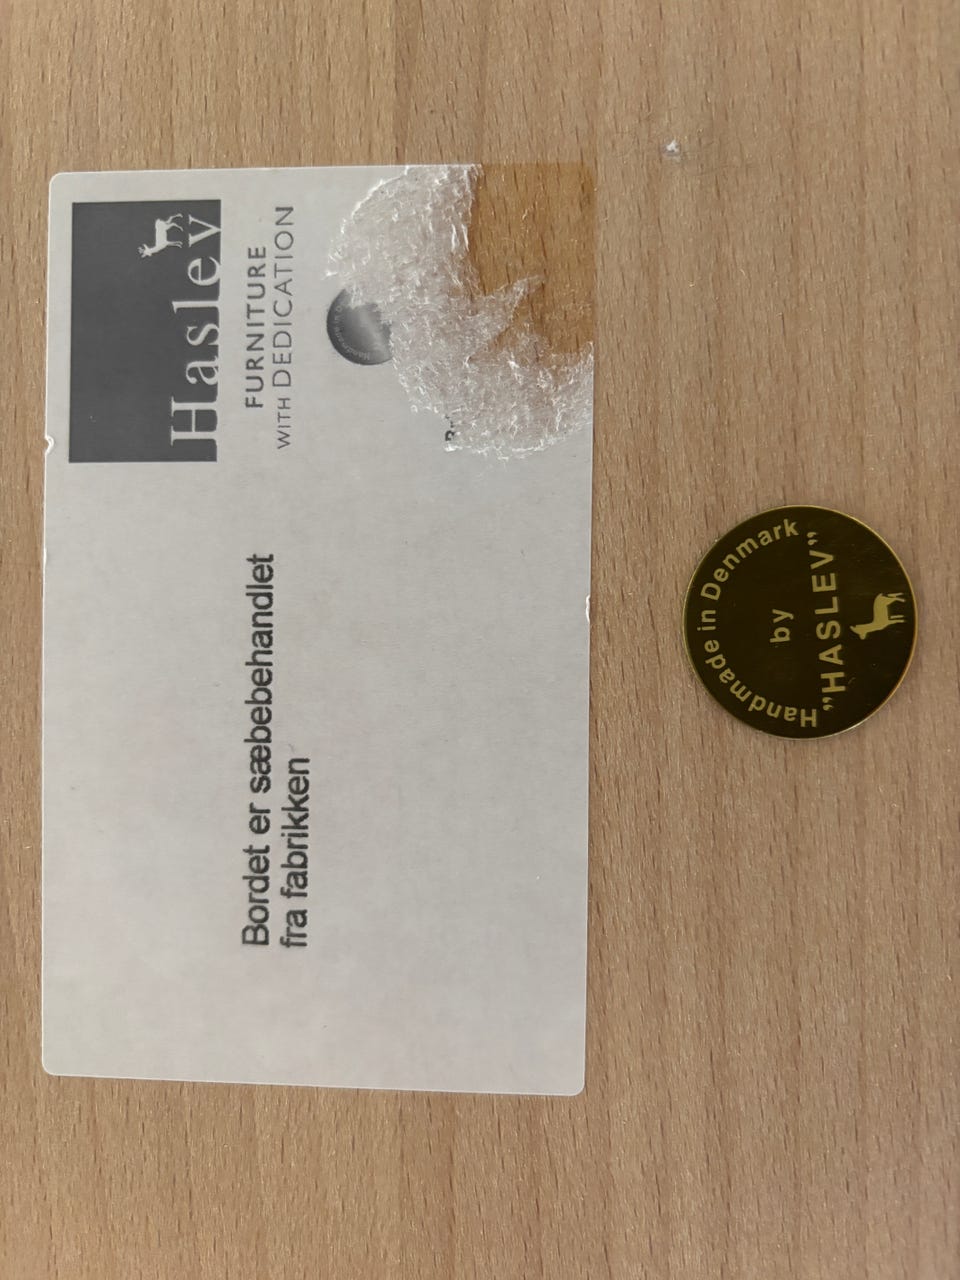 Haslev
FURNITURE
WITH DEDICATION
Bordet er sæbebehandlet
fra fabrikken
Handmade in Denmark
by
"HASLEV"